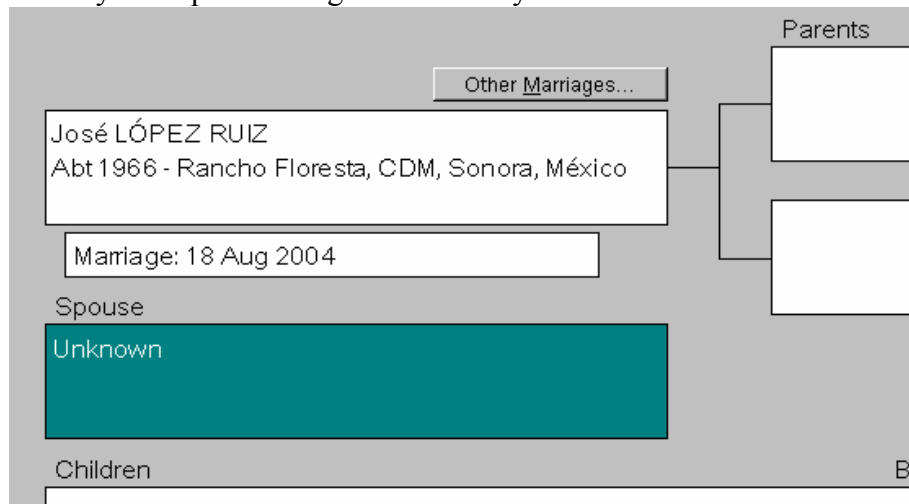 Parents
Other Marriages...
José LÓPEZ RUIZ
Abt 1966 - Rancho Floresta, CDM, Sonora, México
Marriage: 18 Aug 2004
Spouse
Unknown
Children
B